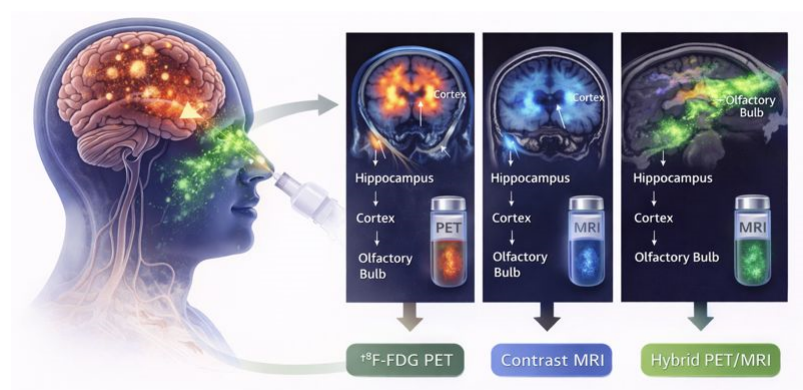 Cortex
Hippocampus
Cortex
Olfactory
Bulb
PET
Cortex
Hippocampus
Cortex
Olfactory
Bulb
MRI
Olfactory
Bulb
Hippocampus
Cortex
Olfactory Bulb
MRI
†⁸F-FDG PET
Contrast MRI
Hybrid PET/MRI